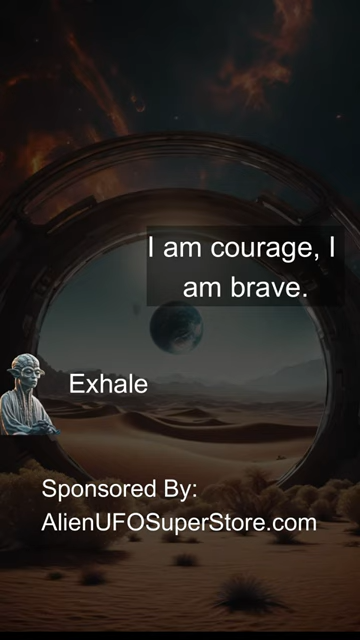 I am courage, I
am brave.
Exhale
Sponsored By:
AlienUFOSuperStore.com